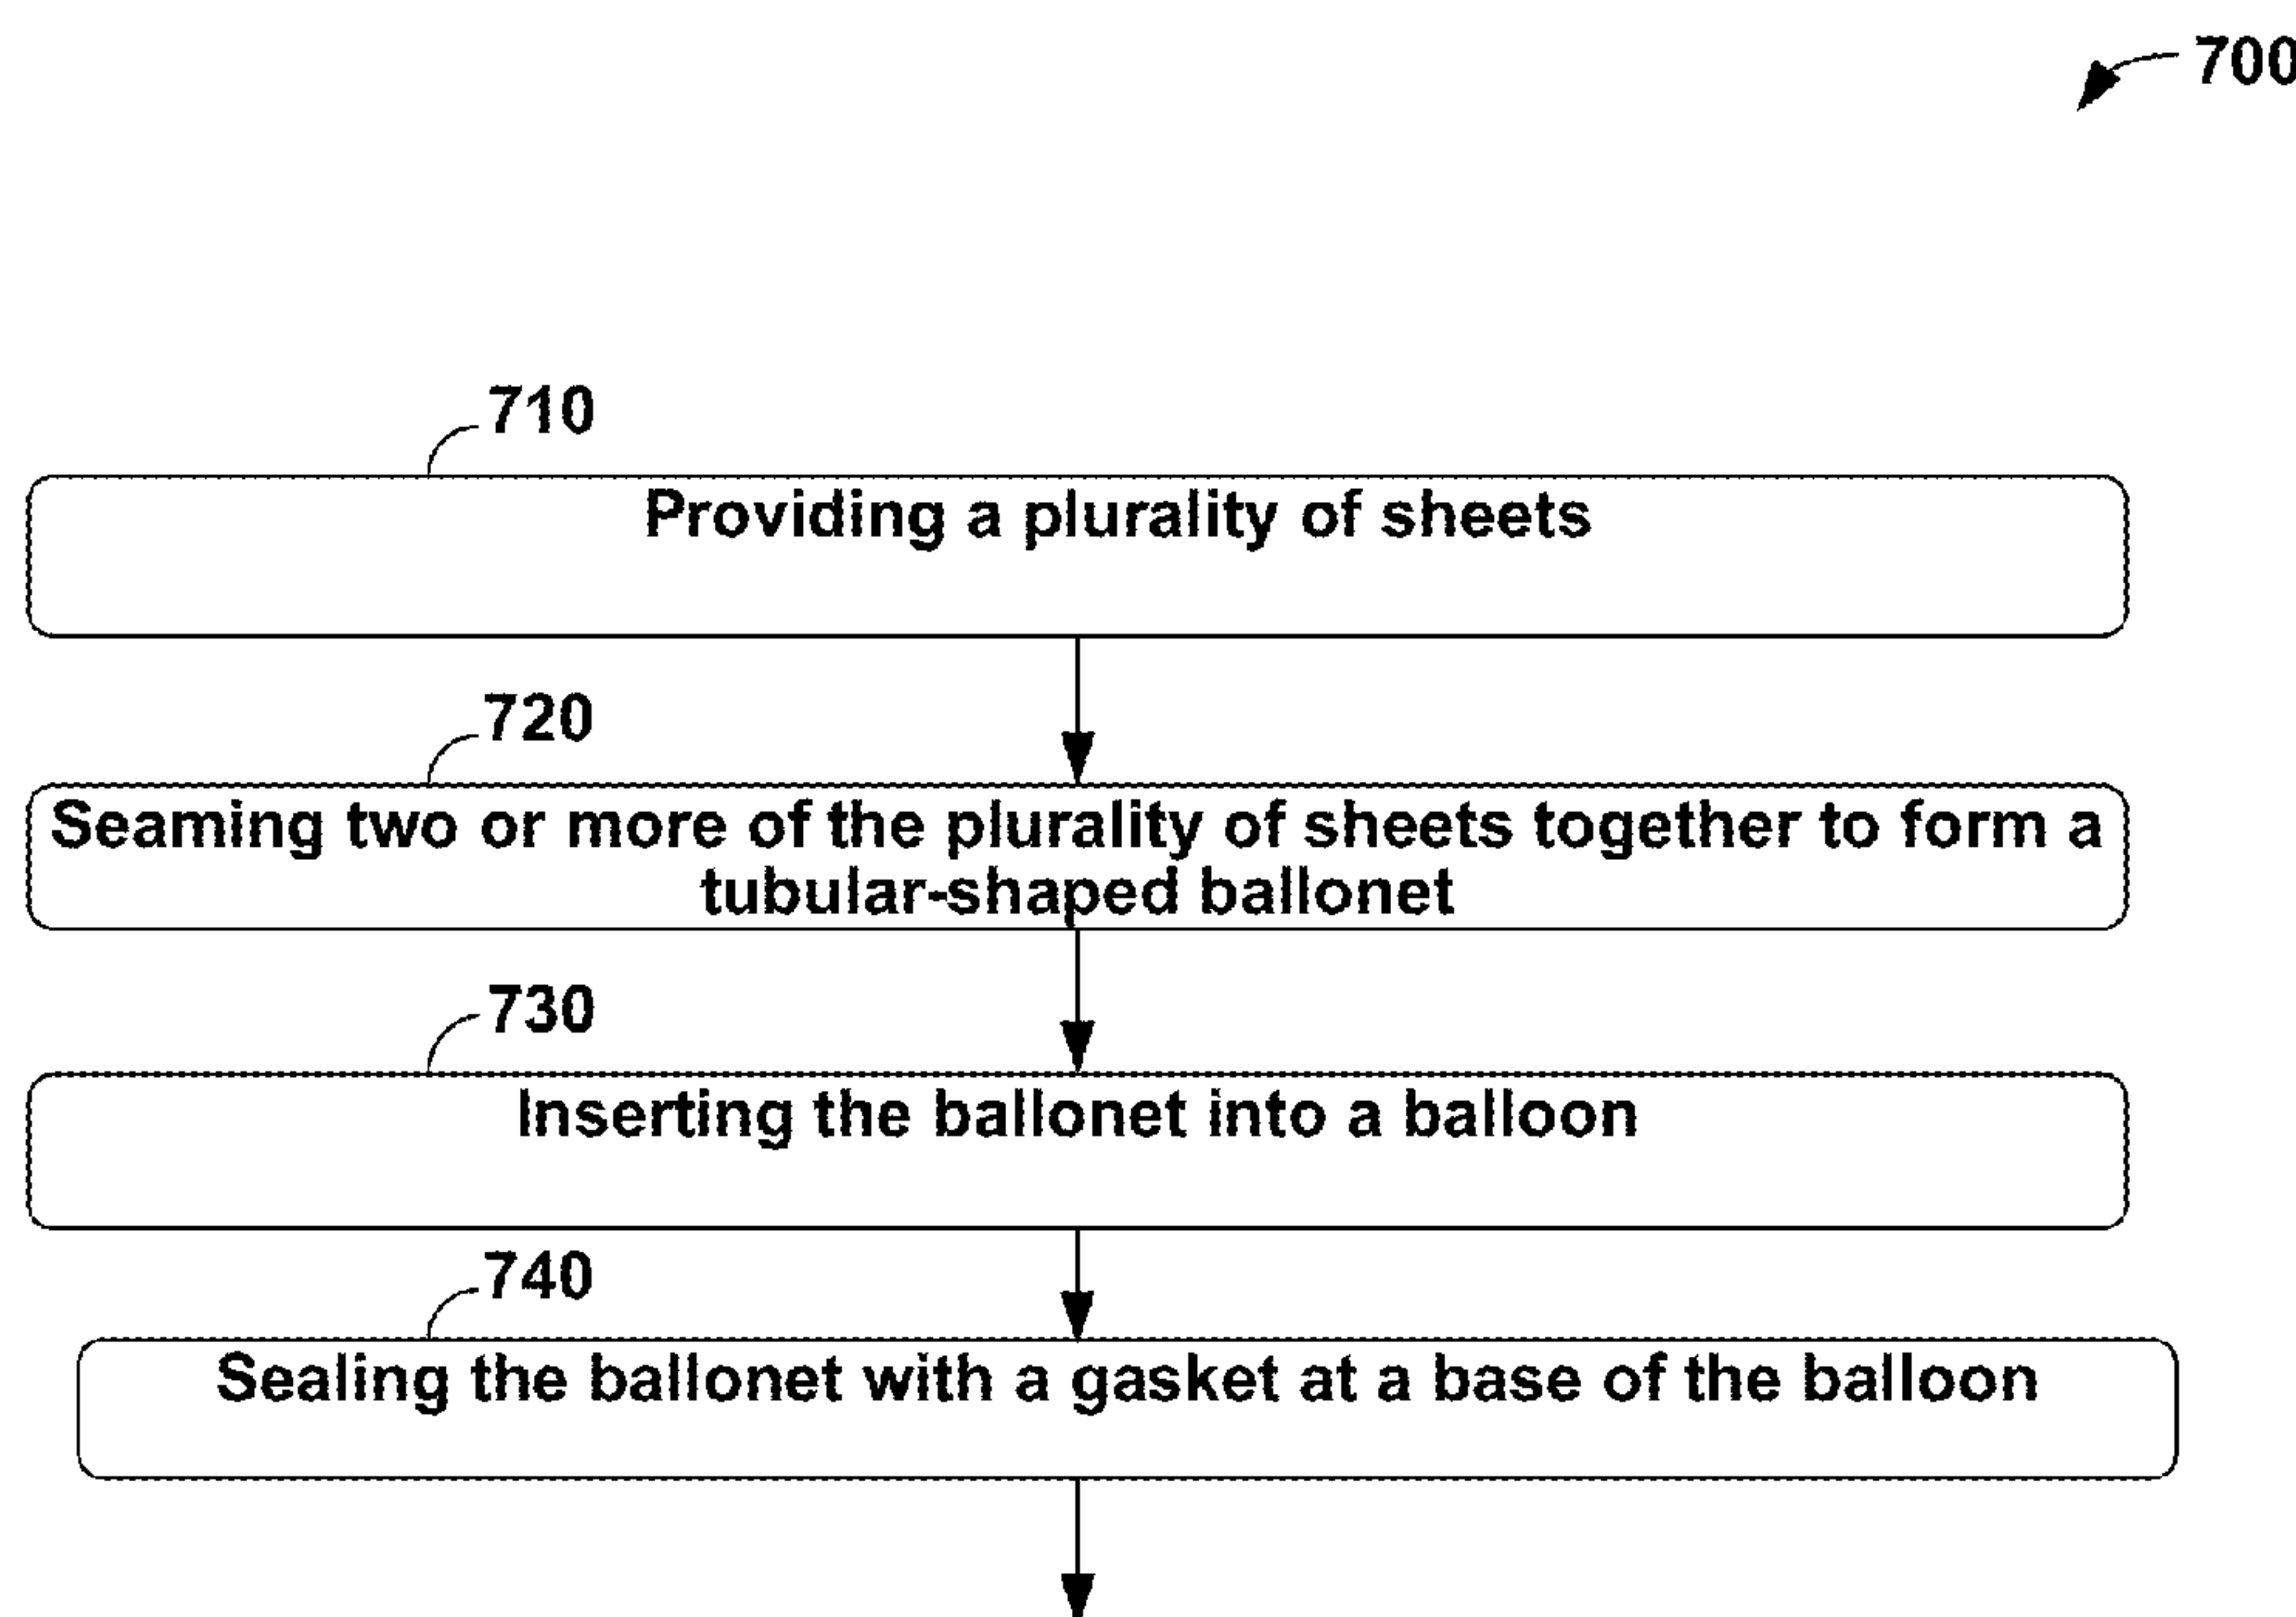 700
710
Providing a plurality of sheets
720
Seaming two or more of the plurality of sheets together to form a
tubular-shaped ballonet
730
Inserting the ballonet into a balloon
740
Sealing the ballonet with a gasket at a base of the balloon